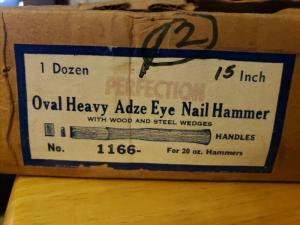 12
1 Dozen 15 Inch
PERFECTION
Oval Heavy Adze Eye Nail Hammer
WITH WOOD AND STEEL WEDGES
HANDLES
No. 1166- For 20 oz. Hammers